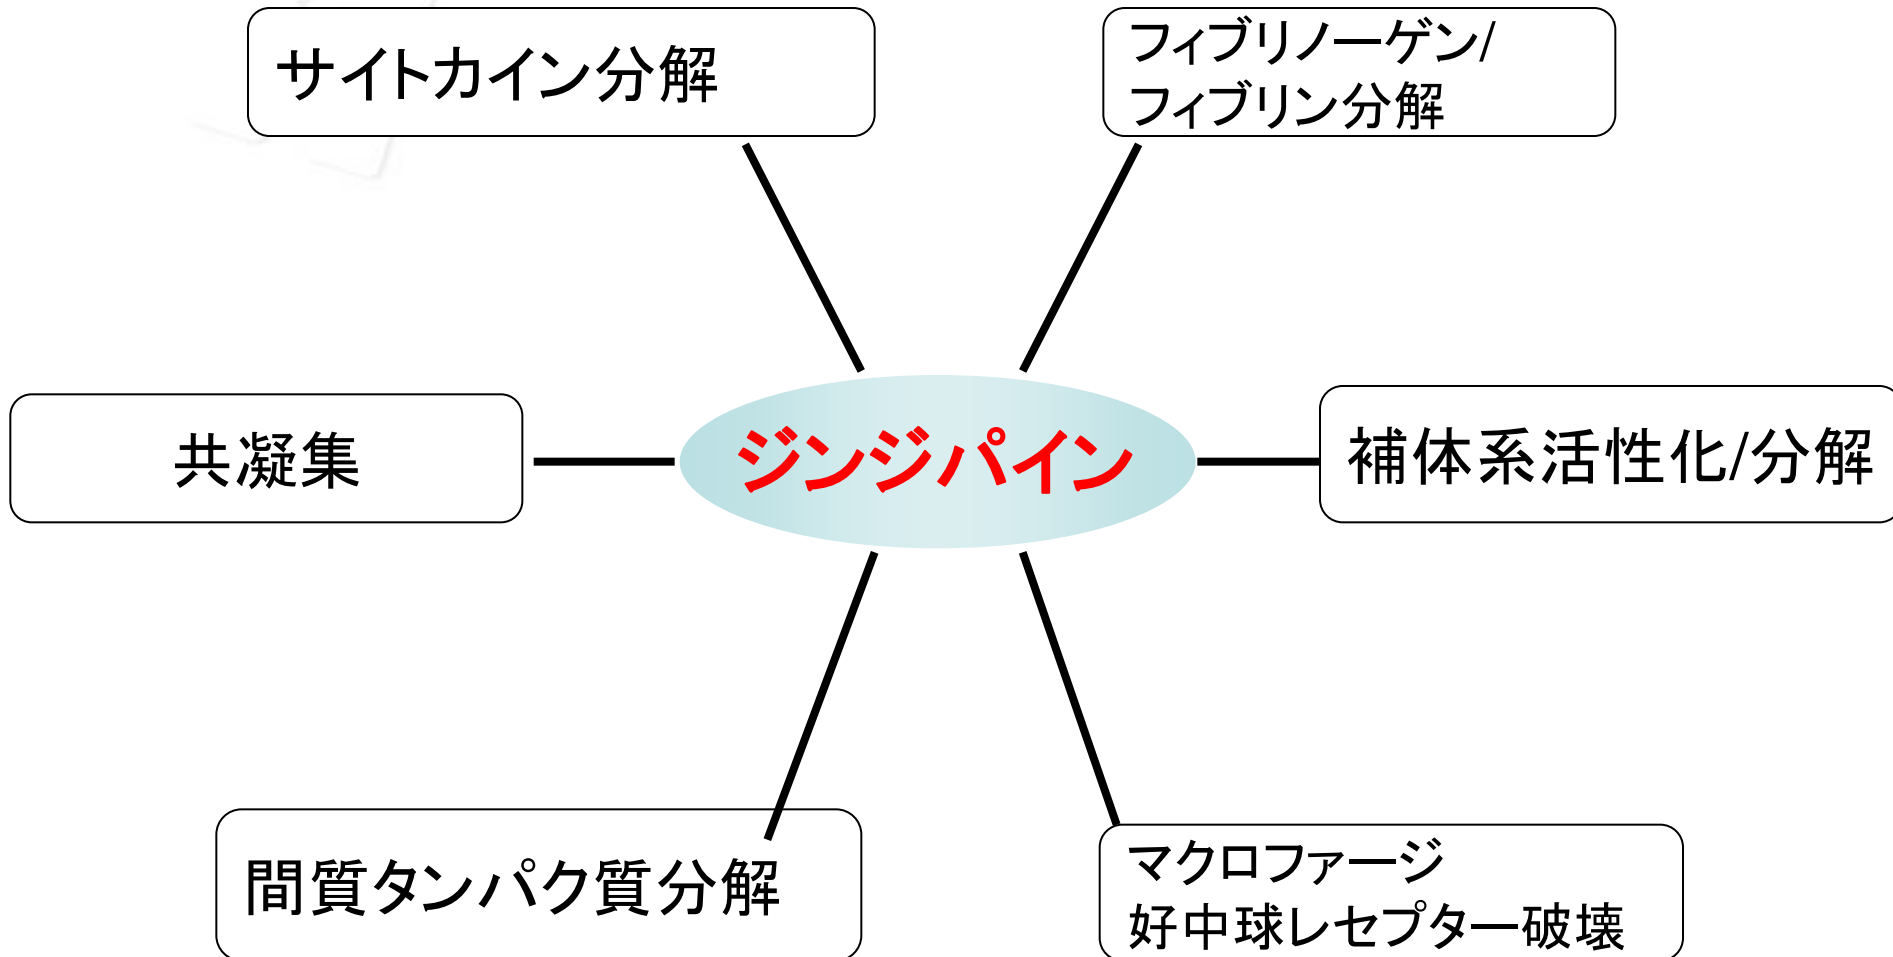 サイトカイン分解
フィブリノーゲン/
フィブリン分解
共凝集
ジンジパイン
補体系活性化/分解
間質タンパク質分解
マクロファージ
好中球レセプター破壊